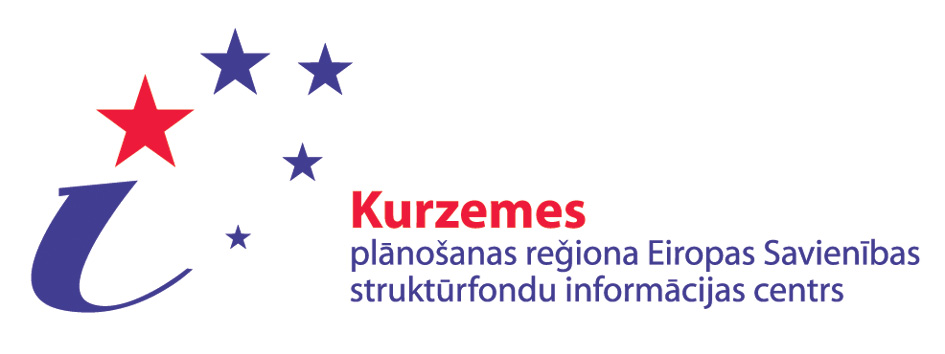 Kurzemes
plānošanas reģiona Eiropas Savienības
struktūrfondu informācijas centrs